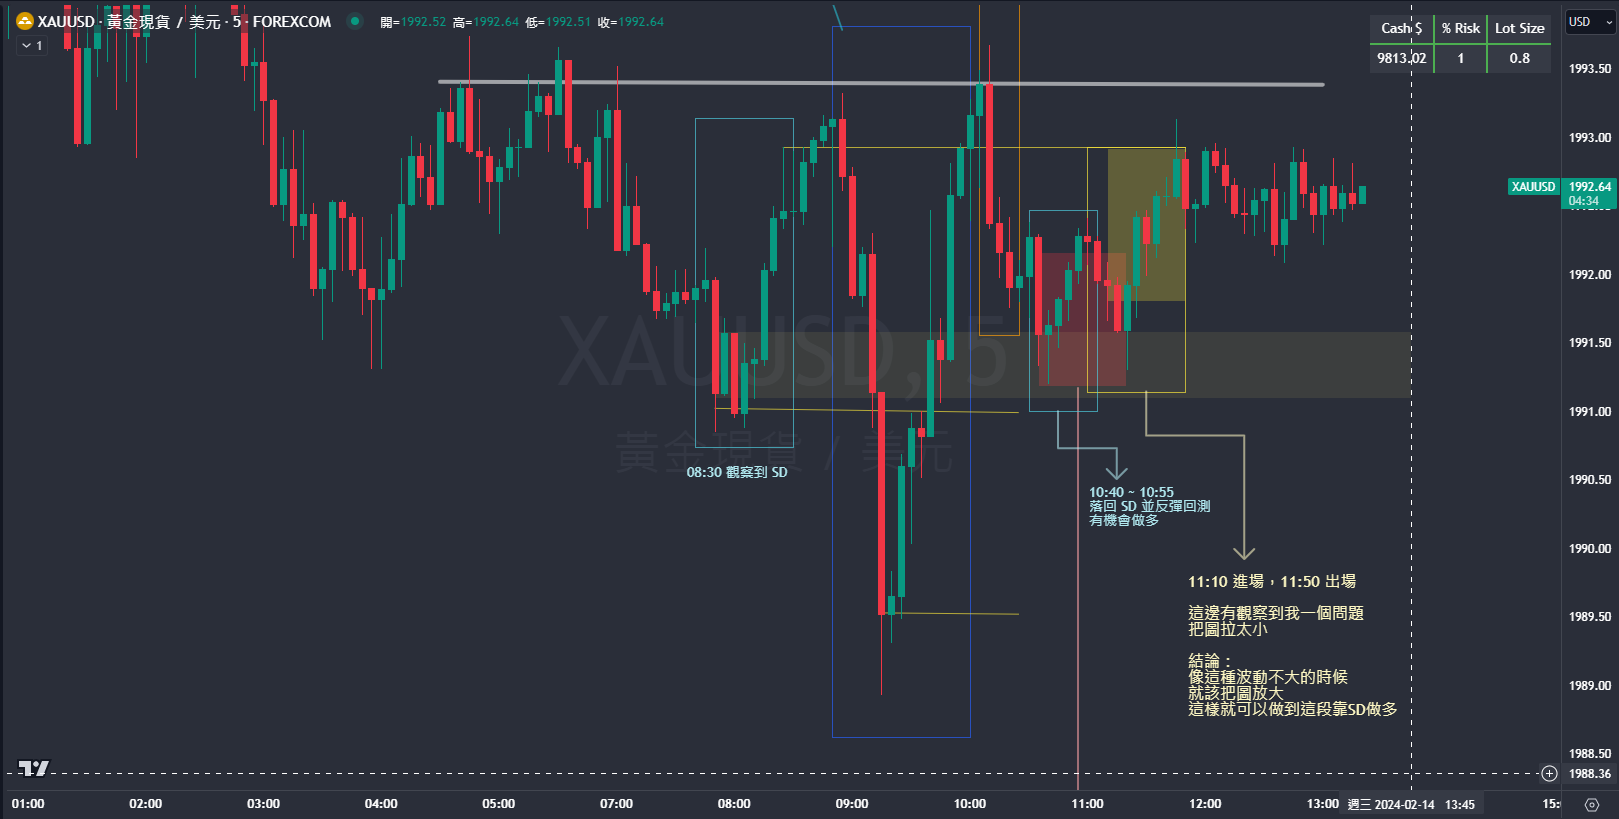 XAUUSD · 黃金現貨 / 美元 · 5 · FOREXCOM
開=1992.52 高=1992.64 低=1992.51 收=1992.64
1
Cash $ % Risk Lot Size
9813.02 1 0.8
USD
1993.50
1993.00
XAUUSD 1992.64
04:34
1992.00
1991.50
1991.00
1990.50
1990.00
1989.50
1989.00
1988.50
1988.36
XAUUSD, 5
黃金現貨 / 美元
08:30 觀察到 SD
10:40 ~ 10:55
落回 SD 並反彈回測
有機會做多
11:10 進場，11:50 出場
這邊有觀察到我一個問題
把圖拉太小
結論：
像這種波動不大的時候
就該把圖放大
這樣就可以做到這段靠SD做多
01:00 02:00 03:00 04:00 05:00 06:00 07:00 08:00 09:00 10:00 11:00 12:00 13:00 週三 2024-02-14 13:45